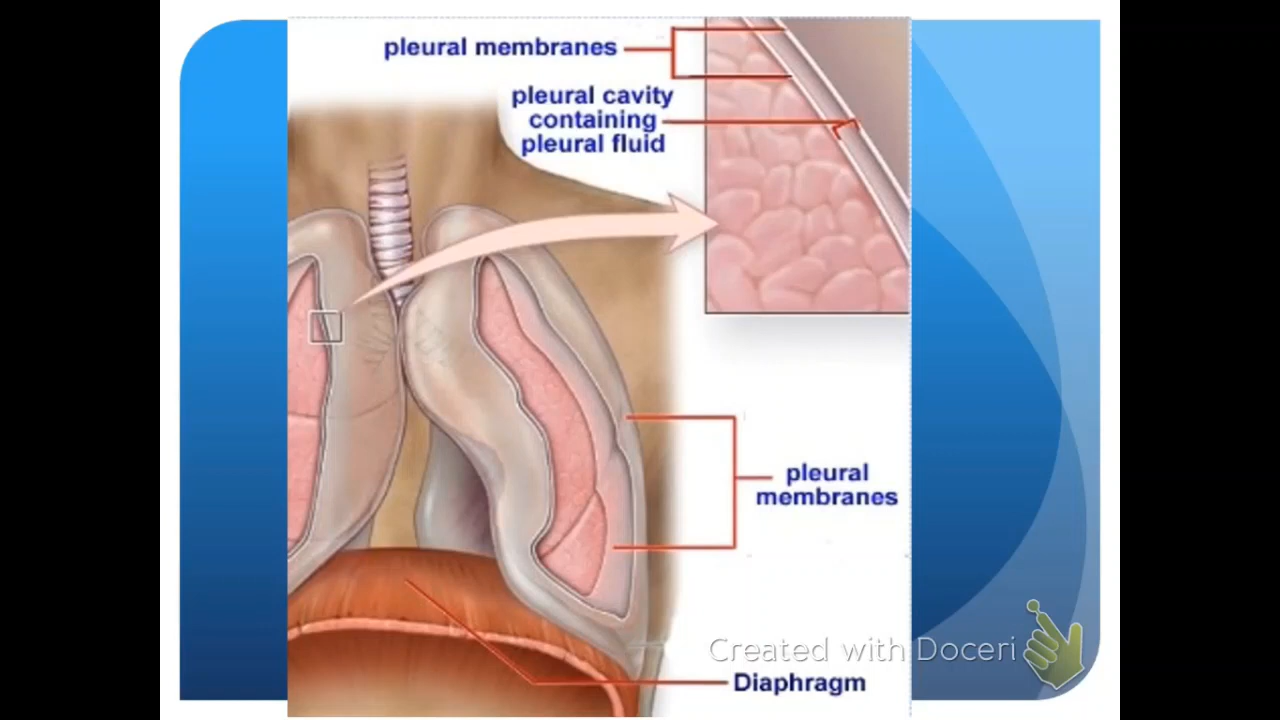 pleural membranes
pleural cavity
containing
pleural fluid
pleural
membranes
Created with Doceri
Diaphragm